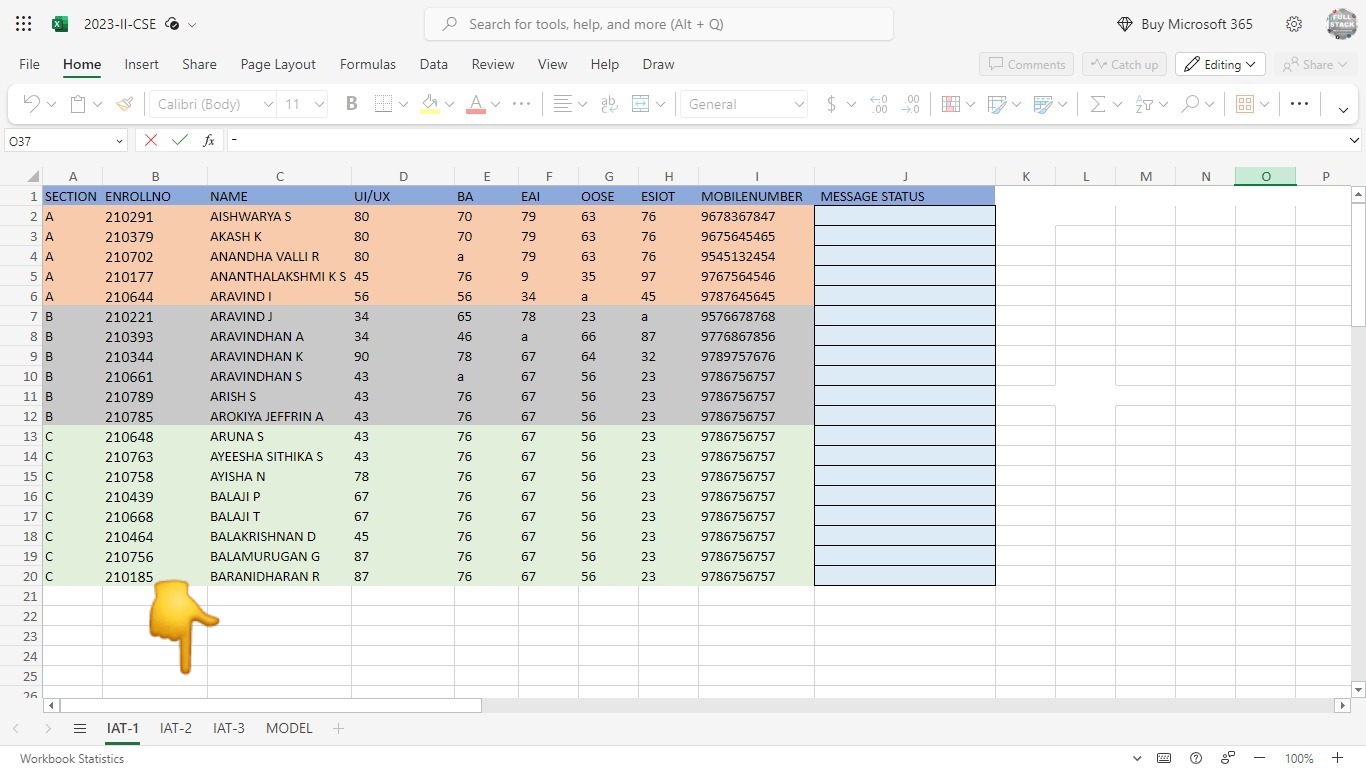 2023-II-CSE
Search for tools, help, and more (Alt + Q)
Buy Microsoft 365
FULL STACK
File Home Insert Share Page Layout Formulas Data Review View Help Draw
Comments Catch up Editing Share
Calibri (Body) 11 B A ab c General $ .00
O37 fx -
A B C D E F G H I J K L M N O P
1 SECTION ENROLLNO NAME UI/UX BA EAI OOSE ESIOT MOBILENUMBER MESSAGE STATUS
2 A 210291 AISHWARYA S 80 70 79 63 76 9678367847
3 A 210379 AKASH K 80 70 79 63 76 9675645465
4 A 210702 ANANDHA VALLI R 80 a 79 63 76 9545132454
5 A 210177 ANANTHALAKSHMI K S 45 76 9 35 97 9767564546
6 A 210644 ARAVIND I 56 56 34 a 45 9787645645
7 B 210221 ARAVIND J 34 65 78 23 a 9576678768
8 B 210393 ARAVINDHAN A 34 46 a 66 87 9776867856
9 B 210344 ARAVINDHAN K 90 78 67 64 32 9789757676
10 B 210661 ARAVINDHAN S 43 a 67 56 23 9786756757
11 B 210789 ARISH S 43 76 67 56 23 9786756757
12 B 210785 AROKIYA JEFFRIN A 43 76 67 56 23 9786756757
13 C 210648 ARUNA S 43 76 67 56 23 9786756757
14 C 210763 AYEESHA SITHIKA S 43 76 67 56 23 9786756757
15 C 210758 AYISHA N 78 76 67 56 23 9786756757
16 C 210439 BALAJI P 67 76 67 56 23 9786756757
17 C 210668 BALAJI T 67 76 67 56 23 9786756757
18 C 210464 BALAKRISHNAN D 45 76 67 56 23 9786756757
19 C 210756 BALAMURUGAN G 87 76 67 56 23 9786756757
20 C 210185 BARANIDHARAN R 87 76 67 56 23 9786756757
21
22
23
24
25
26
IAT-1 IAT-2 IAT-3 MODEL
Workbook Statistics 100%